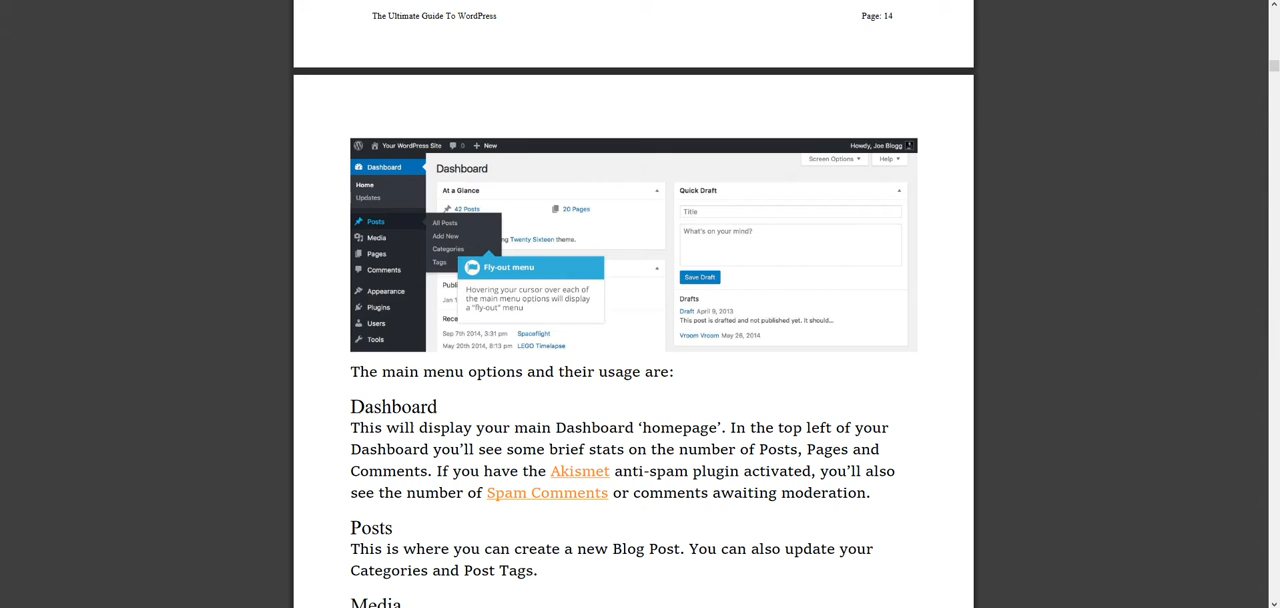 The Ultimate Guide To WordPress Page: 14
Your WordPress Site 0 New Howdy, Joe Blogg
Dashboard
Home
Updates
Posts
Media
Pages
Comments
Appearance
Plugins
Users
Tools
All Posts
Add New
Categories
Tags
Dashboard
Screen Options Help
At a Glance
42 Posts 20 Pages
Twenty Sixteen theme.
Fly-out menu
Hovering your cursor over each of
the main menu options will display
a "fly-out" menu
Sep 7th 2014, 3:31 pm Spaceflight
May 20th 2014, 8:13 pm LEGO Timelapse
Quick Draft
Title
What's on your mind?
Save Draft
Drafts
Draft April 9, 2013
This post is drafted and not published yet. It should...
Vroom Vroom May 26, 2014
The main menu options and their usage are:
Dashboard
This will display your main Dashboard ‘homepage’. In the top left of your
Dashboard you’ll see some brief stats on the number of Posts, Pages and
Comments. If you have the Akismet anti-spam plugin activated, you’ll also
see the number of Spam Comments or comments awaiting moderation.
Posts
This is where you can create a new Blog Post. You can also update your
Categories and Post Tags.
Media